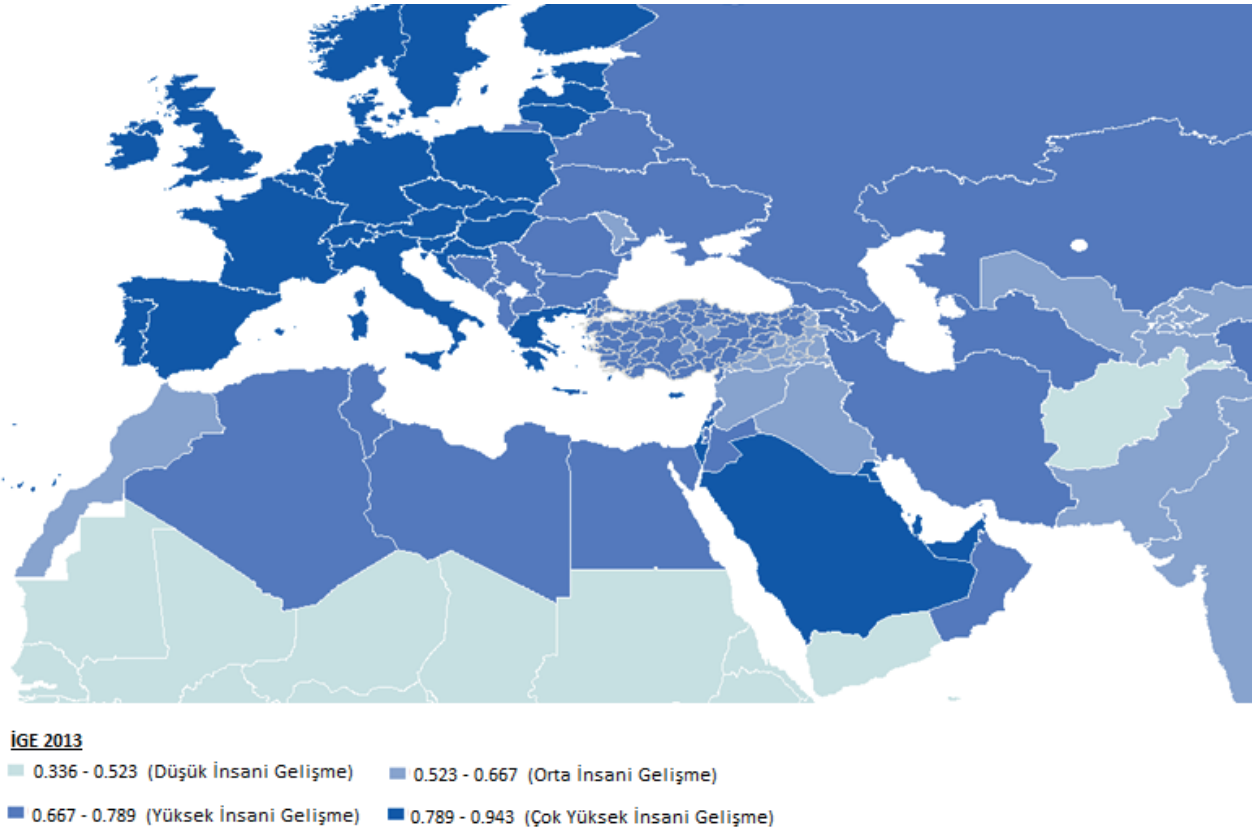 İGE 2013
0.336 - 0.523 (Düşük İnsani Gelişme) 0.523 - 0.667 (Orta İnsani Gelişme)
0.667 - 0.789 (Yüksek İnsani Gelişme) 0.789 - 0.943 (Çok Yüksek İnsani Gelişme)